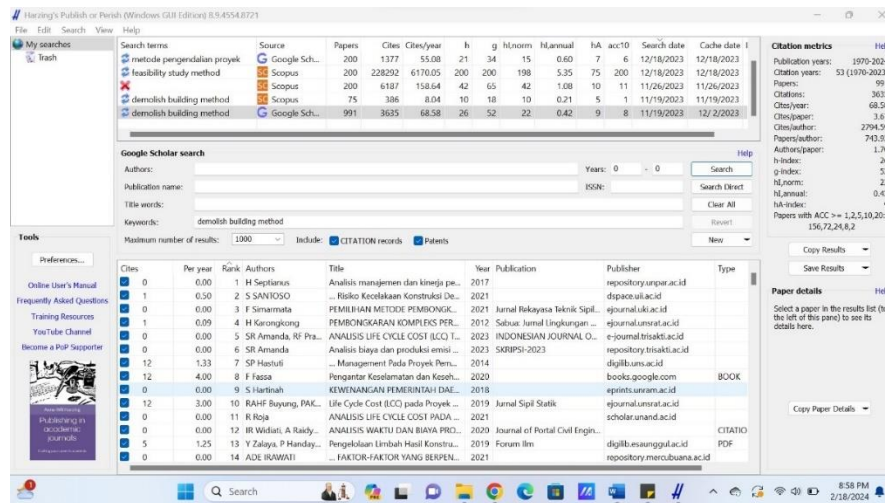 Harzing's Publish or Perish (Windows GUI Edition) 8.9.4554.8721
File Edit Search View Help
My searches
Trash
Search terms Source Papers Cites Cites/year h g hI,norm hI,annual hA acc10 Search date Cache date
metode pengendalian proyek Google Sch... 200 1377 55.08 21 34 15 0.60 7 6 12/18/2023 12/18/2023
feasibility study method Scopus 200 228292 6170.05 200 200 198 5.35 75 200 12/18/2023 12/18/2023
Scopus 200 6187 158.64 42 65 42 1.08 10 11 11/26/2023 11/26/2023
demolish building method Scopus 75 386 8.04 10 18 10 0.21 5 1 11/19/2023 11/19/2023
demolish building method Google Sch... 991 3635 68.58 26 52 22 0.42 9 8 11/19/2023 12/ 2/2023
Google Scholar search Help
Authors: Years: 0 - 0 Search
Publication name: ISSN: Search Direct
Title words: Clear All
Keywords: demolish building method Revert
Maximum number of results: 1000 Include: CITATION records Patents New
Cites Per year Rank Authors Title Year Publication Publisher Type
0 0.00 1 H Septianus Analisis manajemen dan kinerja pe... 2017 repository.unpar.ac.id
1 0.50 2 S SANTOSO ... Risiko Kecelakaan Konstruksi De... 2021 dspace.uii.ac.id
0 0.00 3 F Simarmata PEMILIHAN METODE PEMBONGK... 2021 Jurnal Rekayasa Teknik Sipil... ejournal.uki.ac.id
1 0.09 4 H Karongkong PEMBONGKARAN KOMPLEKS PER... 2012 Sabua: Jurnal Lingkungan ... ejournal.unsrat.ac.id
0 0.00 5 SR Amanda, RF Pra... ANALISIS LIFE CYCLE COST (LCC) T... 2023 INDONESIAN JOURNAL O... e-journal.trisakti.ac.id
0 0.00 6 SR Amanda Analisis biaya dan produksi emisi ... 2023 SKRIPSI-2023 repository.trisakti.ac.id
12 1.33 7 SP Hastuti ... Management Pada Proyek Pem... 2014 digilib.uns.ac.id
12 4.00 8 F Fassa Pengantar Keselamatan dan Keseh... 2020 books.google.com BOOK
0 0.00 9 S Hartinah KEWENANGAN PEMERINTAH DAE... 2018 eprints.unram.ac.id
12 3.00 10 RAHF Buyung, PAK... Life Cycle Cost (LCC) pada Proyek ... 2019 Jurnal Sipil Statik ejournal.unsrat.ac.id
0 0.00 11 R Roja ANALISIS LIFE CYCLE COST PADA ... 2021 scholar.unand.ac.id
0 0.00 12 IR Widiati, A Raidy... ANALISIS WAKTU DAN BIAYA PRO... 2020 Journal of Portal Civil Engin... CITATIO
5 1.25 13 Y Zalaya, P Handay... Pengelolaan Limbah Hasil Konstru... 2019 Forum Ilm digilib.esaunggul.ac.id PDF
0 0.00 14 ADE IRAWATI ... FAKTOR-FAKTOR YANG BERPEN... 2021 repository.mercubuana.ac.id
Tools
Preferences...
Online User's Manual
Frequently Asked Questions
Training Resources
YouTube Channel
Become a PoP Supporter
Publishing in
academic
journals
Citation metrics Hel
Publication years: 1970-202
Citation years: 53 (1970-2023
Papers: 99
Citations: 363
Cites/year: 68.5
Cites/paper: 3.6
Cites/author: 2794.5
Papers/author: 743.9
Authors/paper: 1.7
h-index: 2
g-index: 5
hI,norm: 2
hI,annual: 0.4
hA-index:
Papers with ACC >= 1,2,5,10,20:
156,72,24,8,2
Copy Results
Save Results
Paper details Hel
Select a paper in the results list (to
the left of this pane) to see its
details here.
Copy Paper Details
Search
8:58 PM
2/18/2024